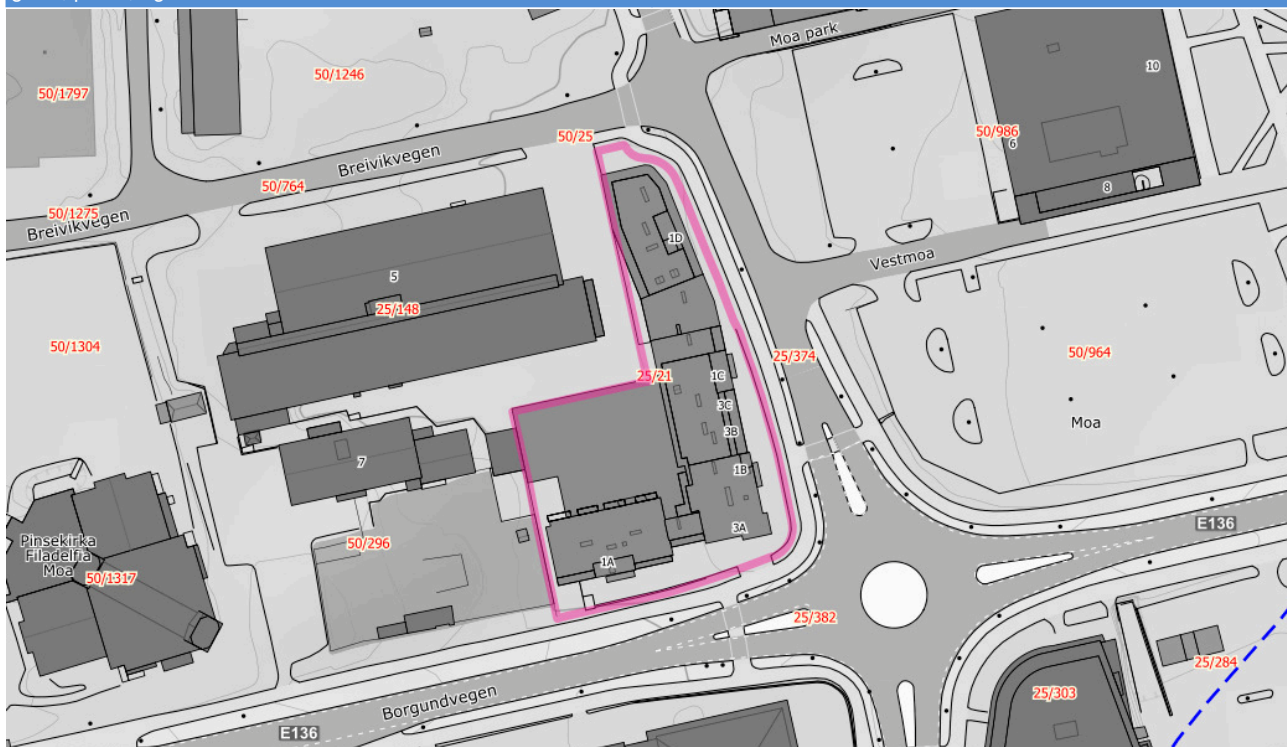 Moa park
50/1246
50/1797
10
50/986
6
50/25
Breivikvegen
50/764
8
50/1275
Breivikvegen
1D
Vestmoa
5
25/148
50/1304
25/374
50/964
25/21
1C
3C
Moa
3B
7
1B
E136
3A
Pinsekirka
Filadelfia
Moa
50/296
1A
50/1317
25/382
25/284
25/303
Borgundvegen
E136